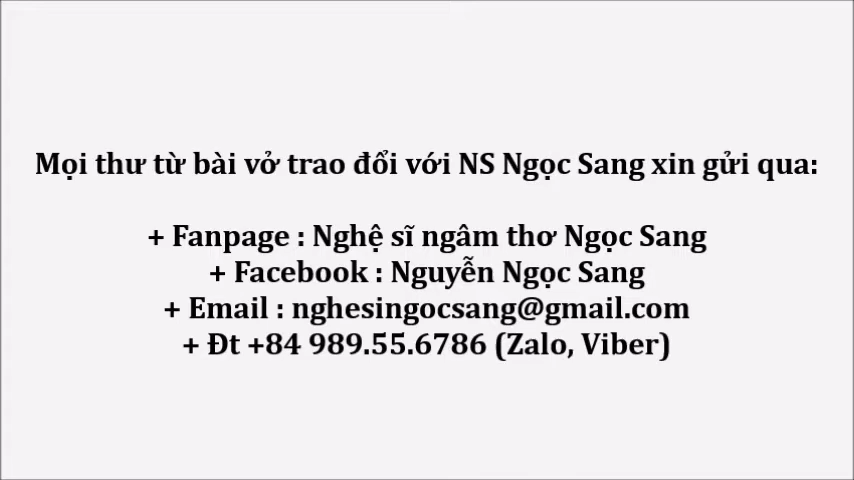 Mọi thư từ bài vở trao đổi với NS Ngọc Sang xin gửi qua:
+ Fanpage : Nghệ sĩ ngâm thơ Ngọc Sang
+ Facebook : Nguyễn Ngọc Sang
+ Email : nghesingocsang@gmail.com
+ Đt +84 989.55.6786 (Zalo, Viber)